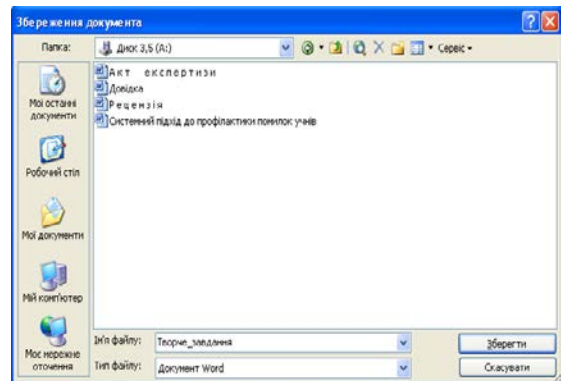 Збереження документа
Папка: Диск 3,5 (A:) Сервіс
Мої останні документи
Робочий стіл
Мої документи
Мій комп'ютер
Моє мережне оточення
Акт експертизи
Довідка
Рецензія
Системний підхід до профілактики помилок учнів
Ім'я файлу: Творче_завдання Зберегти
Тип файлу: Документ Word Скасувати